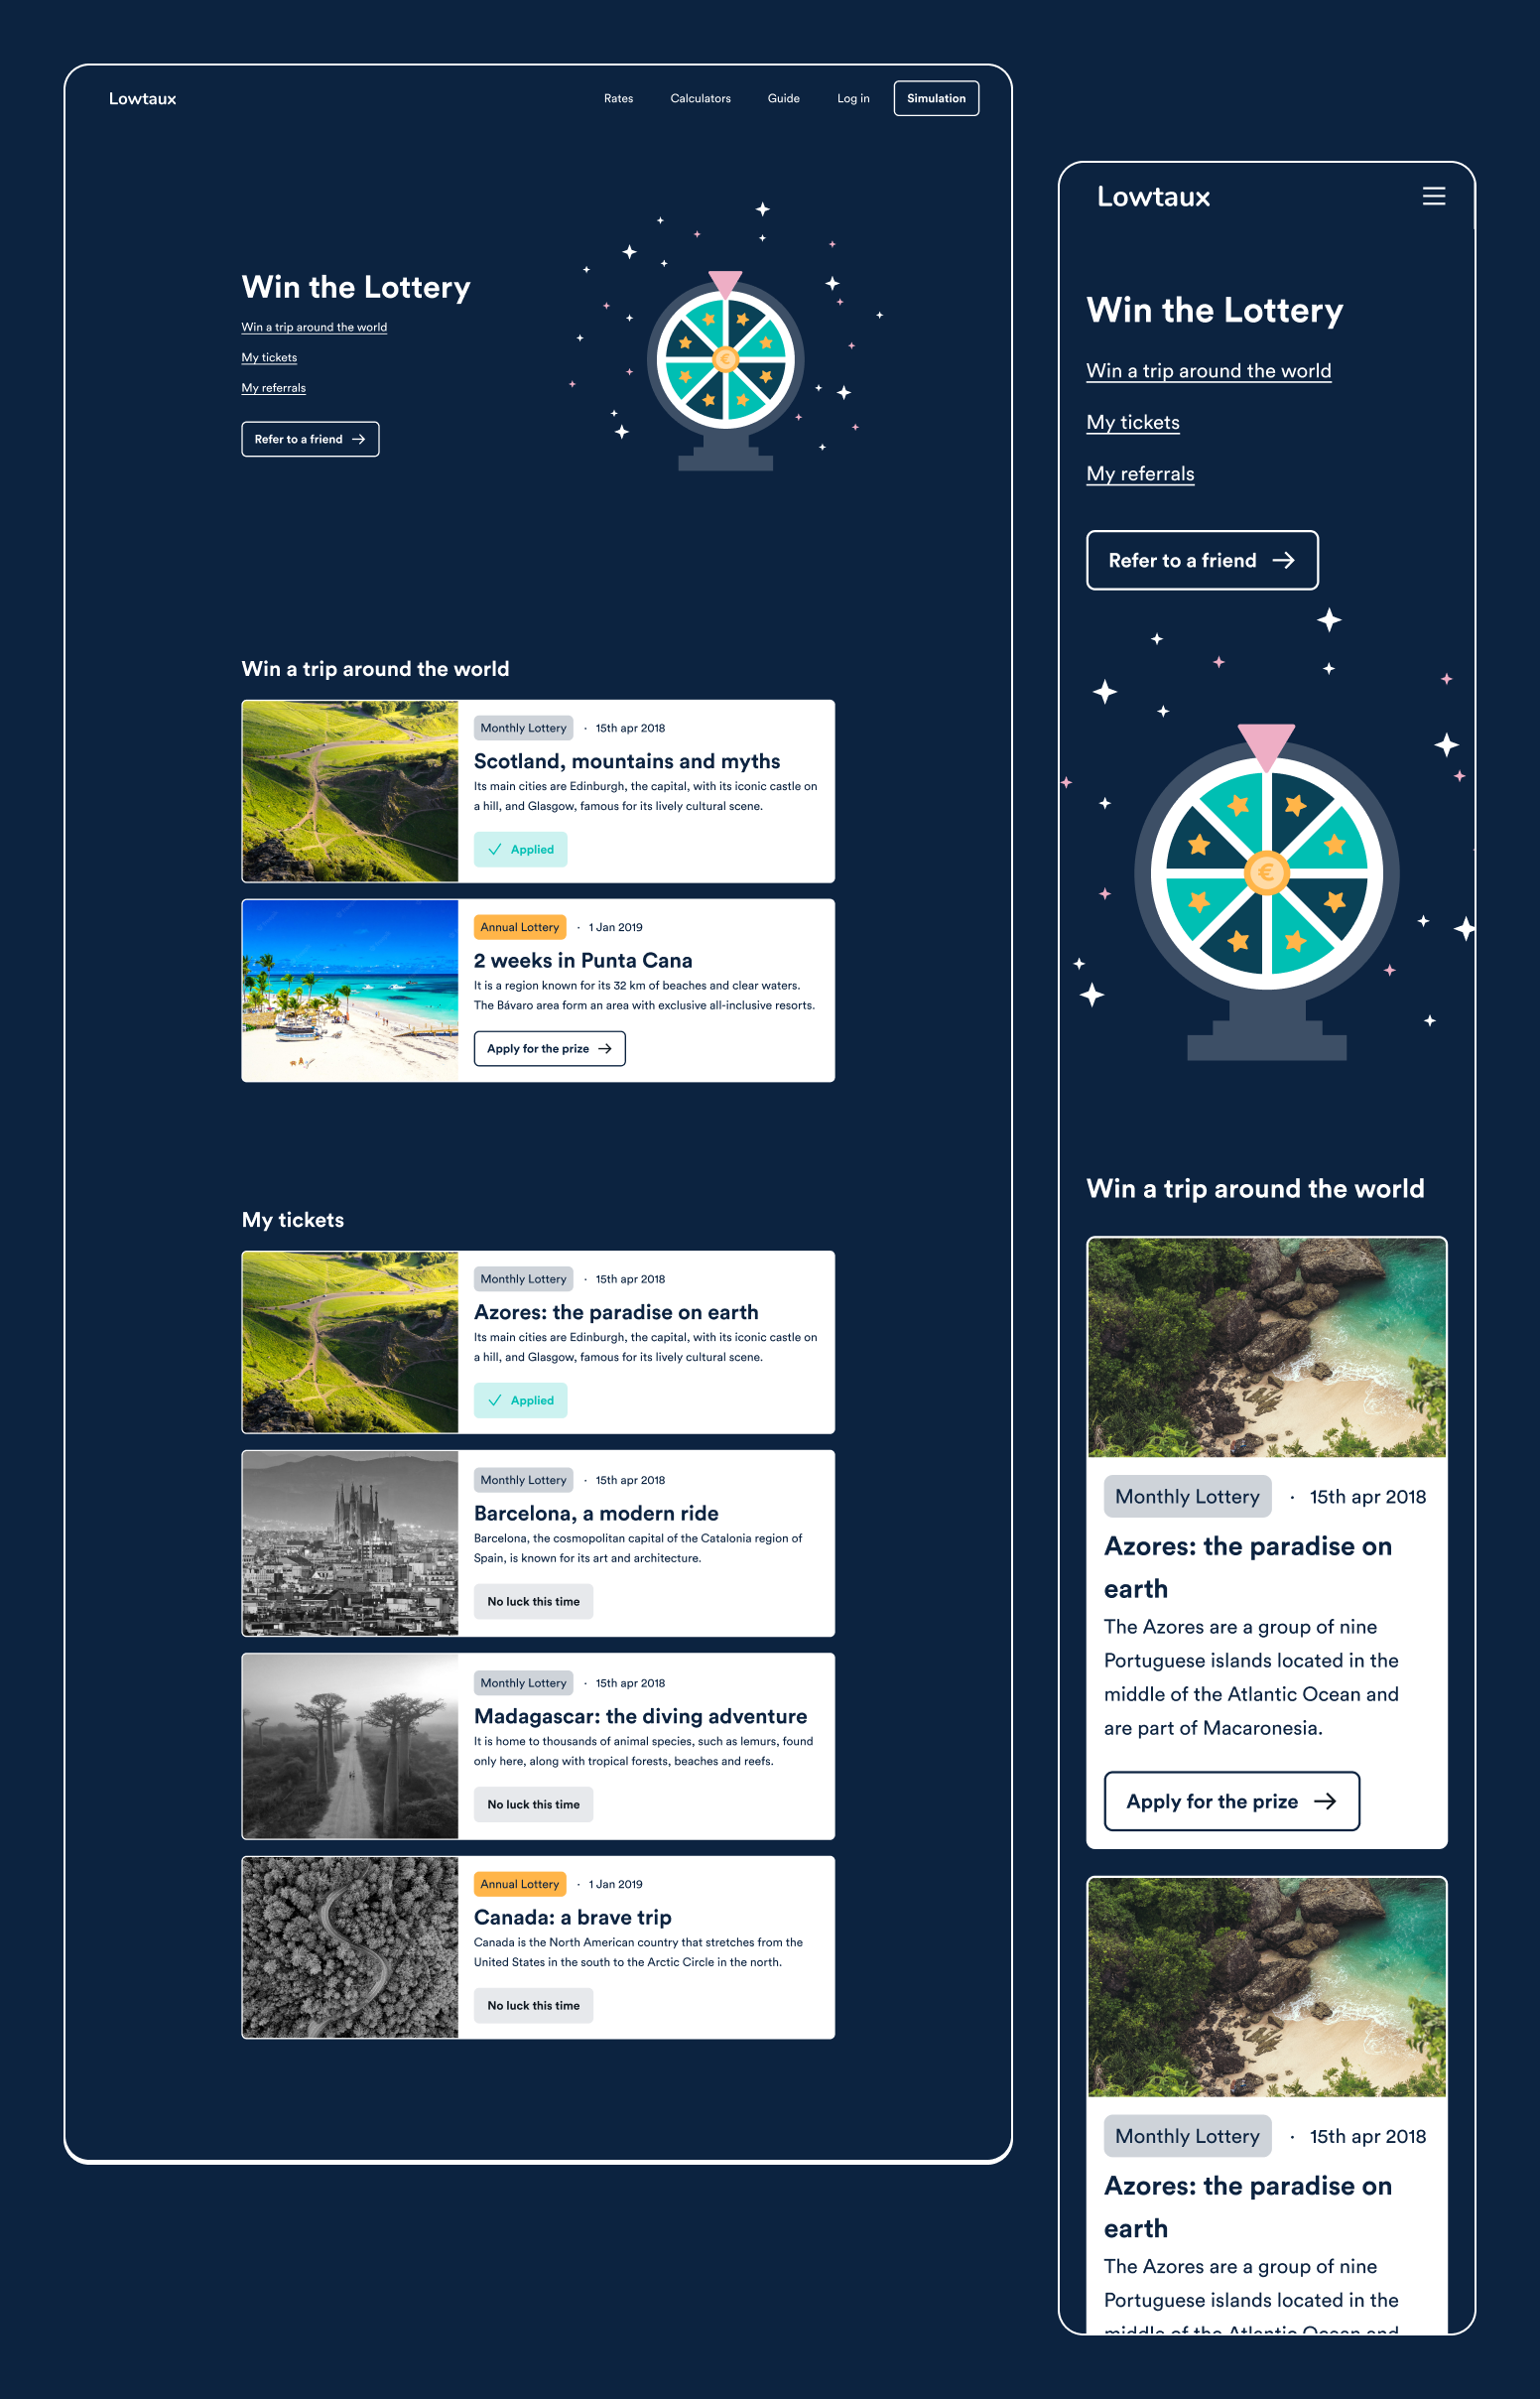 Lowtaux
Rates
Calculators
Guide
Log in
Simulation
Win the Lottery
Win a trip around the world
My tickets
My referrals
Refer to a friend
€
Win a trip around the world
Monthly Lottery · 15th apr 2018
Scotland, mountains and myths
Its main cities are Edinburgh, the capital, with its iconic castle on
a hill, and Glasgow, famous for its lively cultural scene.
Applied
Annual Lottery · 1 Jan 2019
2 weeks in Punta Cana
It is a region known for its 32 km of beaches and clear waters.
The Bávaro area form an area with exclusive all-inclusive resorts.
Apply for the prize
My tickets
Monthly Lottery · 15th apr 2018
Azores: the paradise on earth
Its main cities are Edinburgh, the capital, with its iconic castle on
a hill, and Glasgow, famous for its lively cultural scene.
Applied
Monthly Lottery · 15th apr 2018
Barcelona, a modern ride
Barcelona, the cosmopolitan capital of the Catalonia region of
Spain, is known for its art and architecture.
No luck this time
Monthly Lottery · 15th apr 2018
Madagascar: the diving adventure
It is home to thousands of animal species, such as lemurs, found
only here, along with tropical forests, beaches and reefs.
No luck this time
Annual Lottery · 1 Jan 2019
Canada: a brave trip
Canada is the North American country that stretches from the
United States in the south to the Arctic Circle in the north.
No luck this time
Lowtaux
Win the Lottery
Win a trip around the world
My tickets
My referrals
Refer to a friend
€
Win a trip around the world
Monthly Lottery · 15th apr 2018
Azores: the paradise on
earth
The Azores are a group of nine
Portuguese islands located in the
middle of the Atlantic Ocean and
are part of Macaronesia.
Apply for the prize
Monthly Lottery · 15th apr 2018
Azores: the paradise on
earth
The Azores are a group of nine
Portuguese islands located in the
middle of the Atlantic Ocean and